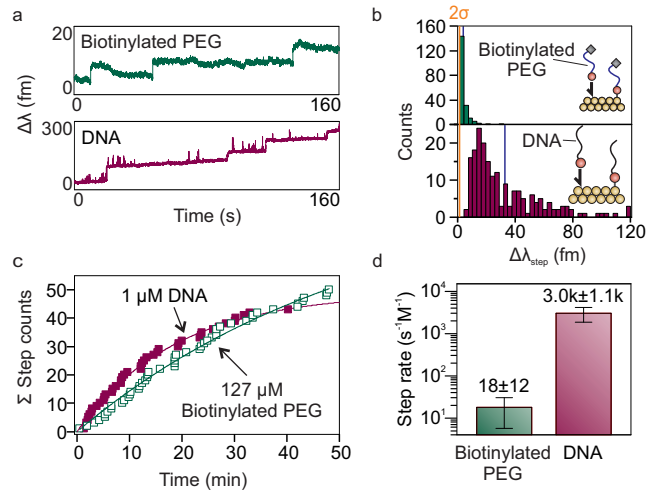 a
20
Biotinylated PEG
0
0
160
Δλ (fm)
300
DNA
0
0
160
Time (s)
b
2σ
160
120
80
40
0
Biotinylated
PEG
Counts
20
10
0
DNA
0
40
80
120
Δλstep (fm)
c
50
40
30
20
10
0
Σ Step counts
1 μM DNA
127 μM
Biotinylated PEG
0
10
20
30
40
50
Time (min)
d
10⁴
10³
10²
10¹
Step rate (s⁻¹M⁻¹)
3.0k±1.1k
18±12
Biotinylated
PEG
DNA